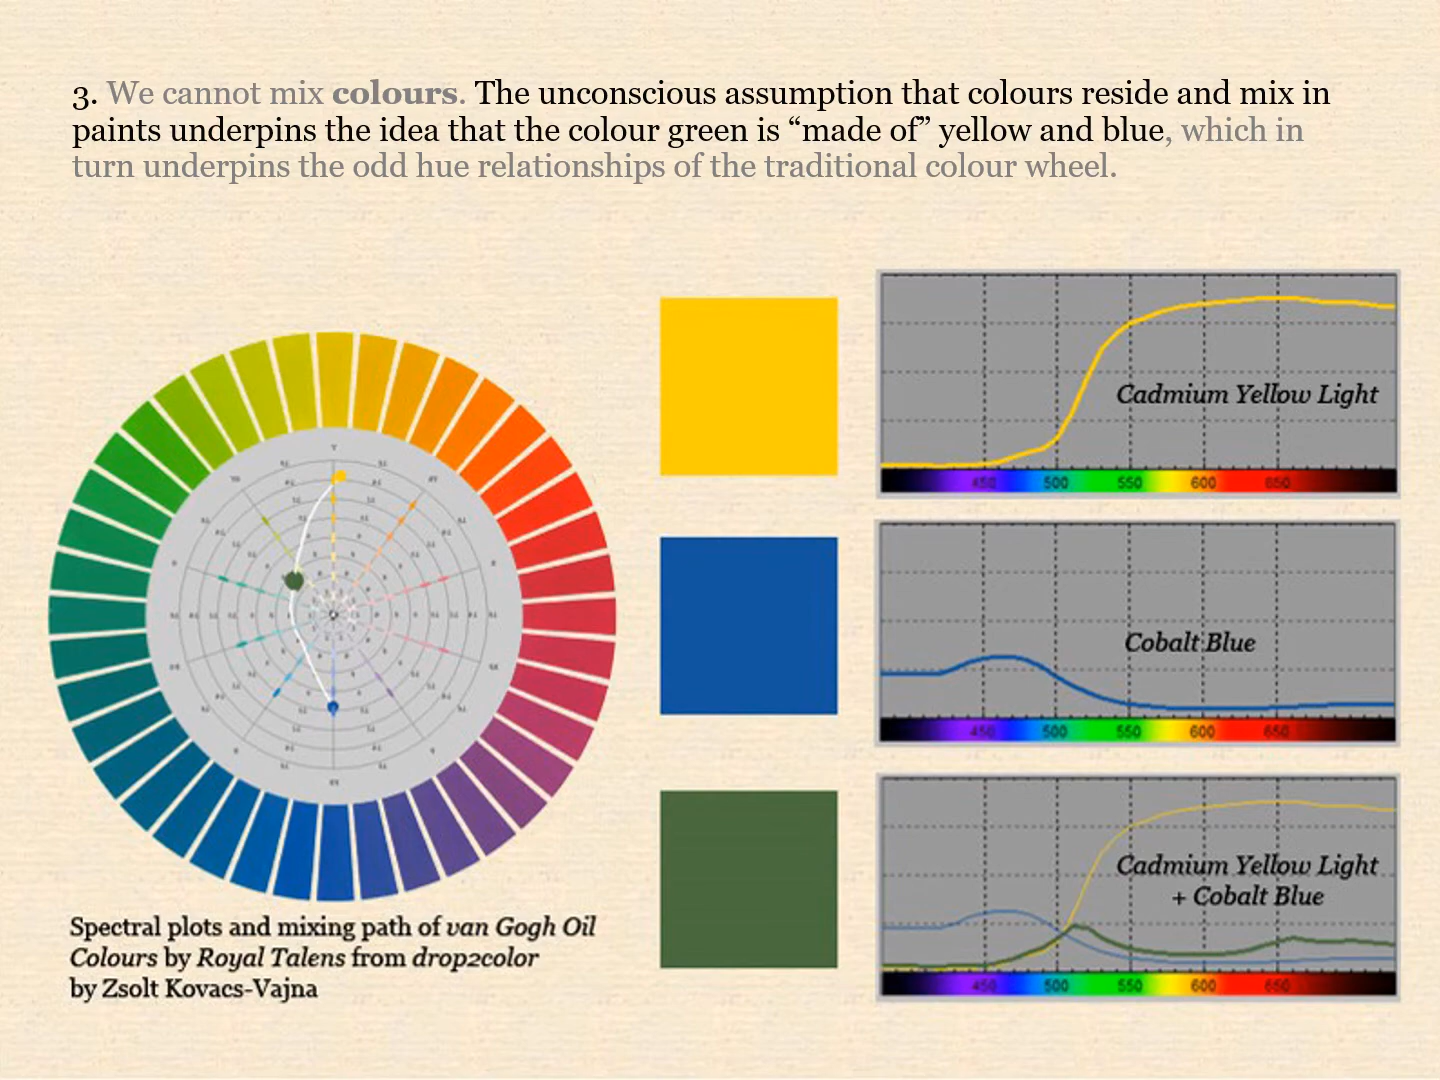 3. We cannot mix colours. The unconscious assumption that colours reside and mix in
paints underpins the idea that the colour green is “made of” yellow and blue, which in
turn underpins the odd hue relationships of the traditional colour wheel.
Cadmium Yellow Light
450 500 550 600 650
Cobalt Blue
450 500 550 600 650
Cadmium Yellow Light
+ Cobalt Blue
450 500 550 600 650
Y
Spectral plots and mixing path of van Gogh Oil
Colours by Royal Talens from drop2color
by Zsolt Kovacs-Vajna